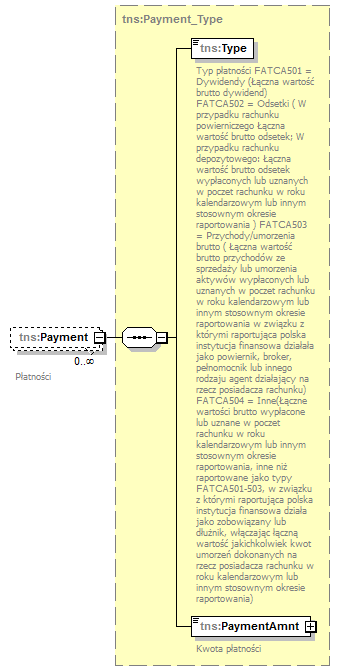 tns:Payment_Type
tns:Type
Typ płatności FATCA501 =
Dywidendy (Łączna wartość
brutto dywidend)
FATCA502 = Odsetki ( W
przypadku rachunku
powierniczego Łączna
wartość brutto odsetek; W
przypadku rachunku
depozytowego: Łączna
wartość brutto odsetek
wypłaconych lub uznanych
w poczet rachunku w roku
kalendarzowym lub innym
stosownym okresie
raportowania ) FATCA503
= Przychody/umorzenia
brutto ( Łączna wartość
brutto przychodów ze
sprzedaży lub umorzenia
aktywów wypłaconych lub
uznanych w poczet rachunku
w roku kalendarzowym lub
innym stosownym okresie
raportowania w związku z
którymi raportująca polska
instytucja finansowa działała
jako powiernik, broker,
pełnomocnik lub innego
rodzaju agent działający na
rzecz posiadacza rachunku)
FATCA504 = Inne(Łączne
wartości brutto wypłacone
lub uznane w poczet
rachunku w roku
kalendarzowym lub innym
stosownym okresie
raportowania, inne niż
raportowane jako typy
FATCA501-503, w związku
z którymi raportująca polska
instytucja finansowa działa
jako zobowiązany lub
dłużnik, włączając łączną
wartość jakichkolwiek kwot
umorzeń dokonanych na
rzecz posiadacza rachunku w
roku kalendarzowym lub
innym stosownym okresie
raportowania)
tns:Payment
0..∞
Płatności
tns:PaymentAmnt
Kwota płatności